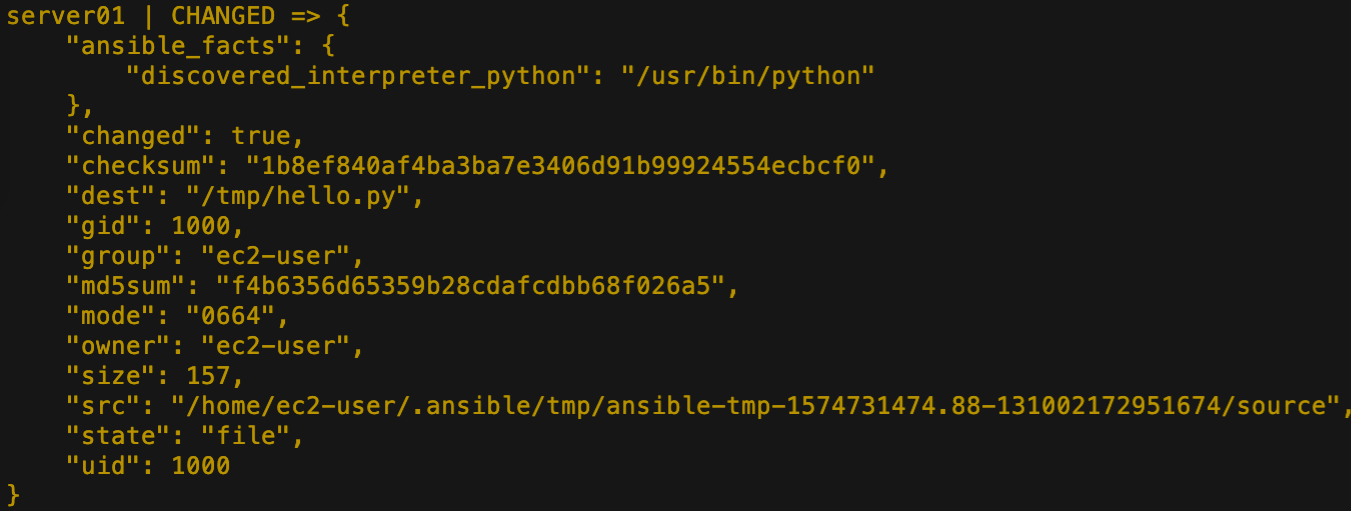 server01 | CHANGED => {
    "ansible_facts": {
        "discovered_interpreter_python": "/usr/bin/python"
    },
    "changed": true,
    "checksum": "1b8ef840af4ba3ba7e3406d91b99924554ecbcf0",
    "dest": "/tmp/hello.py",
    "gid": 1000,
    "group": "ec2-user",
    "md5sum": "f4b6356d65359b28cdafcdbb68f026a5",
    "mode": "0664",
    "owner": "ec2-user",
    "size": 157,
    "src": "/home/ec2-user/.ansible/tmp/ansible-tmp-1574731474.88-131002172951674/source",
    "state": "file",
    "uid": 1000
}